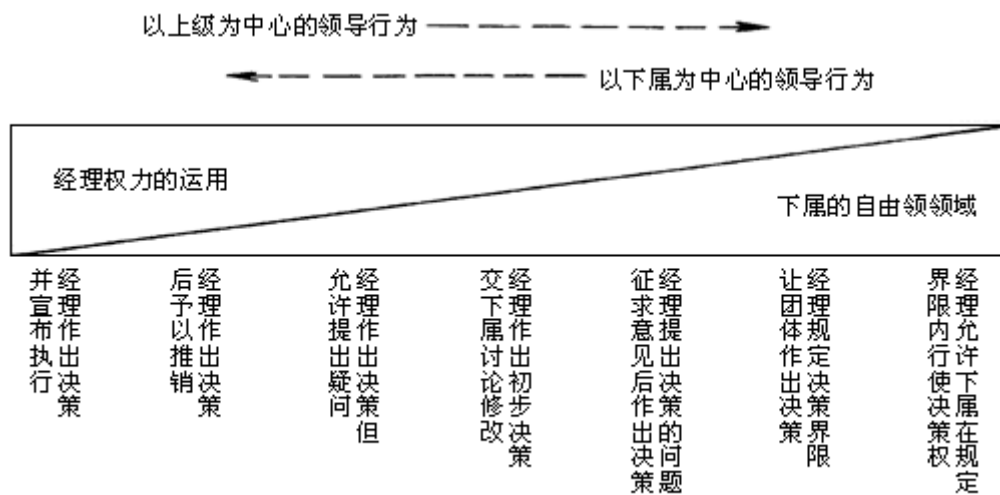 以上级为中心的领导行为
以下属为中心的领导行为
经理权力的运用
下属的自由领领域
经理作出决策
并宣布执行
经理作出决策
后予以推销
经理作出决策但
允许提出疑问
经理作出初步决策
交下属讨论修改
经理提出决策的问题
征求意见后作出决策
经理规定决策界限
让团体作出决策
经理允许下属在规定
界限内行使决策权